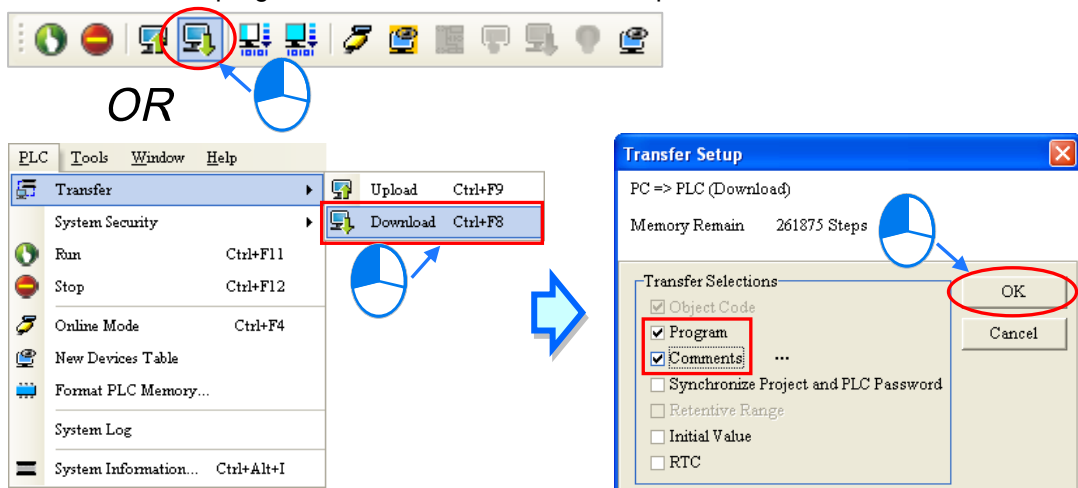 OR
PLC Tools Window Help
Transfer
System Security
Run Ctrl+F11
Stop Ctrl+F12
Online Mode Ctrl+F4
New Devices Table
Format PLC Memory...
System Log
System Information... Ctrl+Alt+I
Upload Ctrl+F9
Download Ctrl+F8
Transfer Setup
PC => PLC (Download)
Memory Remain 261875 Steps
Transfer Selections
Object Code
Program
Comments ...
Synchronize Project and PLC Password
Retentive Range
Initial Value
RTC
OK
Cancel